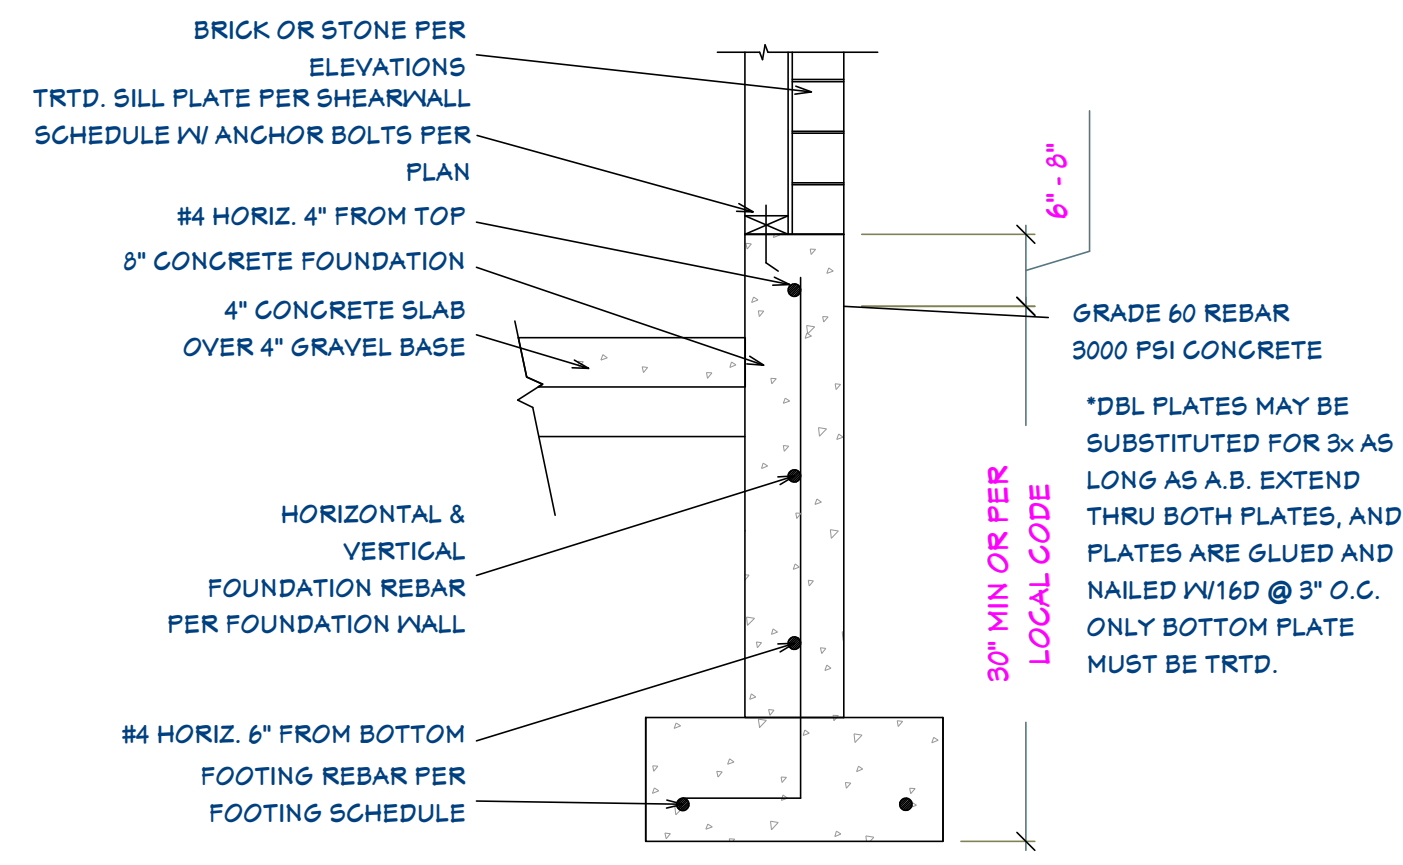 BRICK OR STONE PER
ELEVATIONS
TRTD. SILL PLATE PER SHEARWALL
SCHEDULE W/ ANCHOR BOLTS PER
PLAN
#4 HORIZ. 4" FROM TOP
8" CONCRETE FOUNDATION
4" CONCRETE SLAB
OVER 4" GRAVEL BASE
HORIZONTAL &
VERTICAL
FOUNDATION REBAR
PER FOUNDATION WALL
#4 HORIZ. 6" FROM BOTTOM
FOOTING REBAR PER
FOOTING SCHEDULE
6" - 8"
GRADE 60 REBAR
3000 PSI CONCRETE
*DBL PLATES MAY BE
SUBSTITUTED FOR 3x AS
LONG AS A.B. EXTEND
THRU BOTH PLATES, AND
PLATES ARE GLUED AND
NAILED W/16D @ 3" O.C.
ONLY BOTTOM PLATE
MUST BE TRTD.
30" MIN OR PER
LOCAL CODE